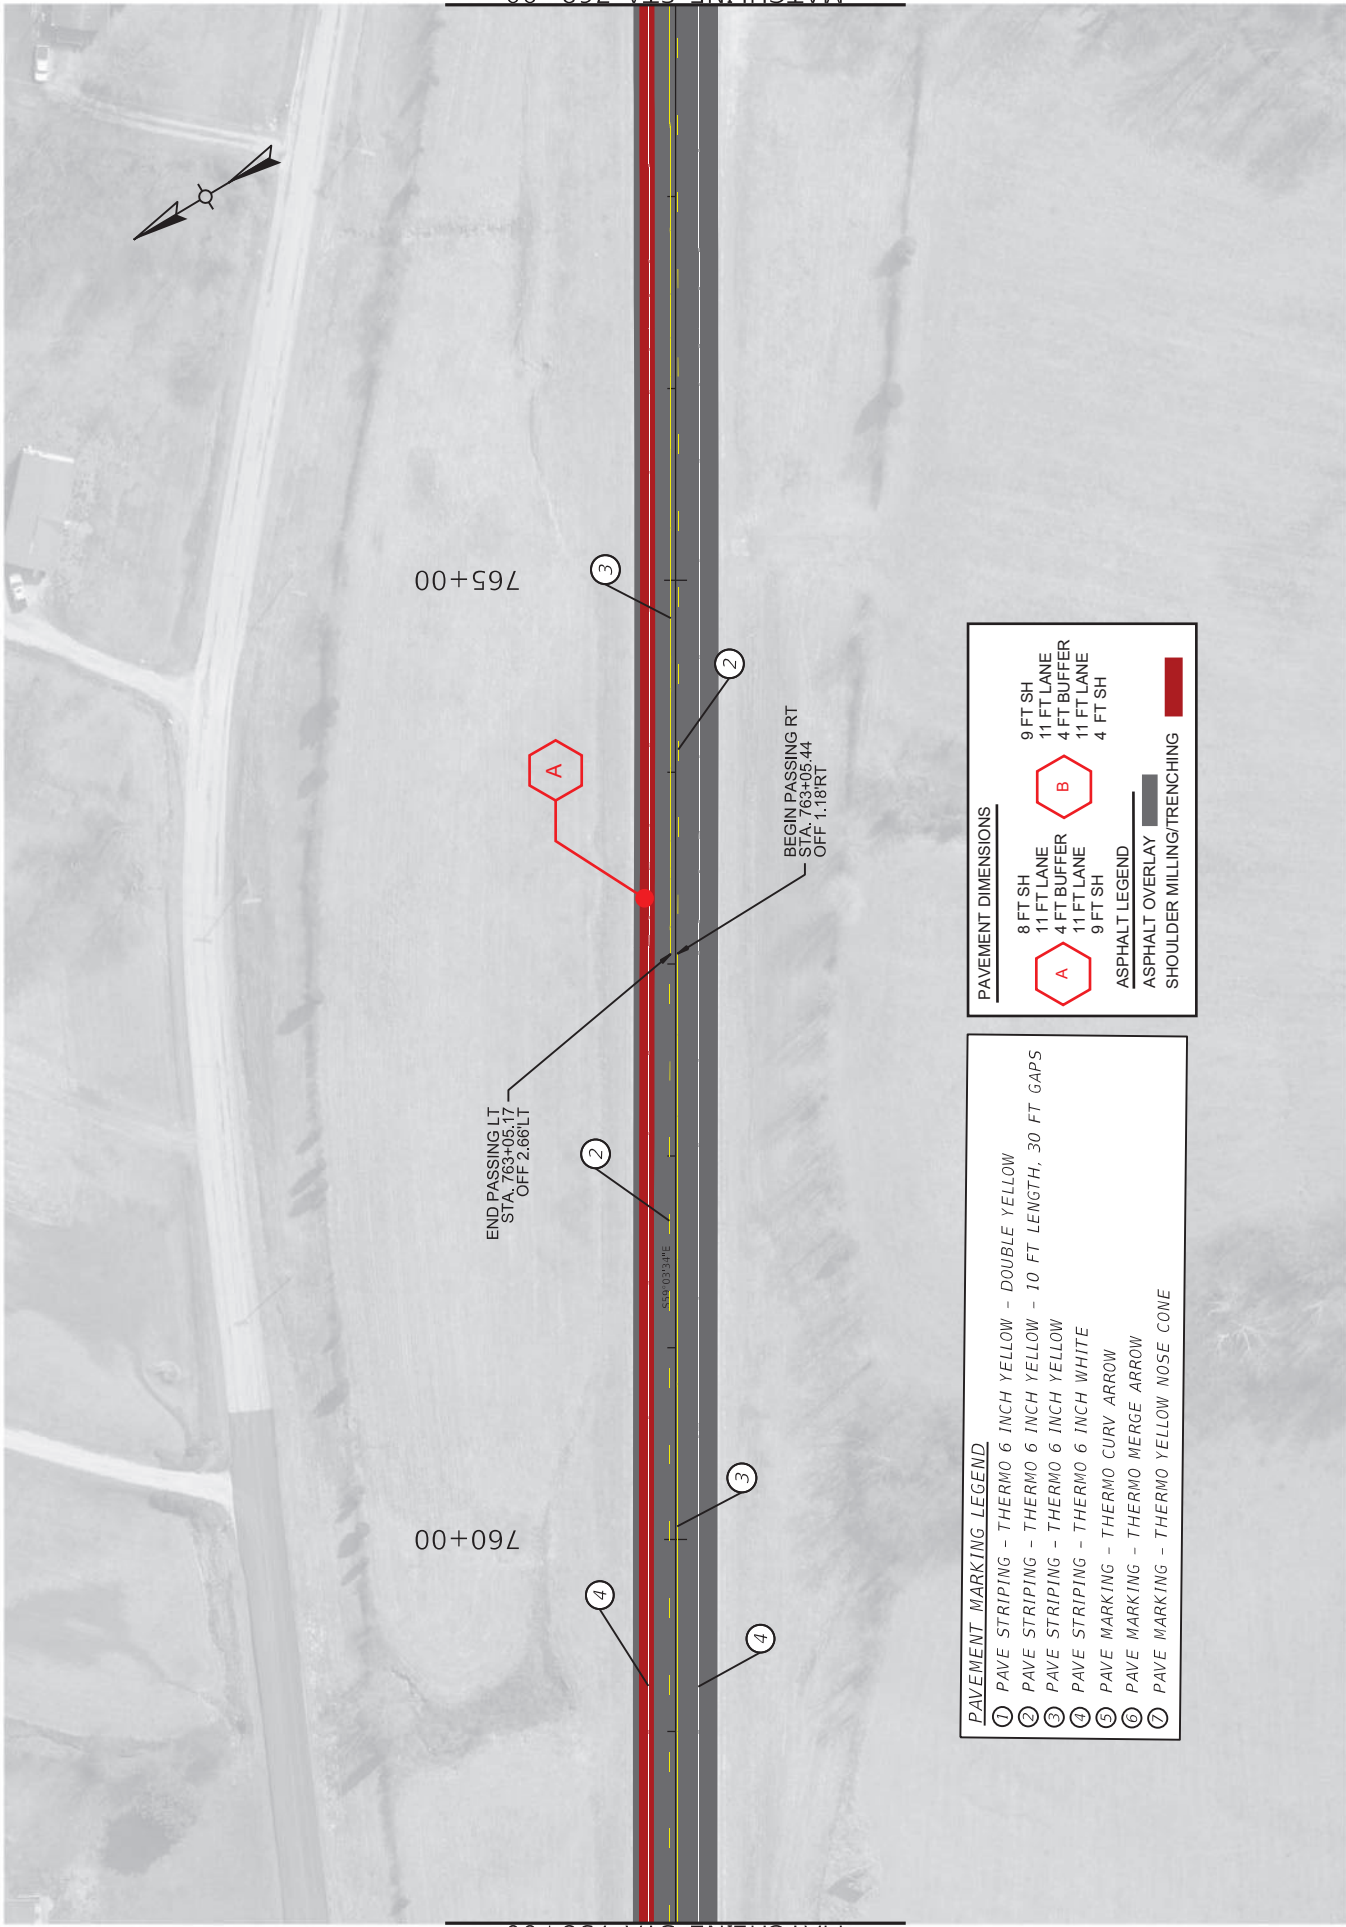 765+00
760+00
3
2
A
BEGIN PASSING RT
STA. 763+05.44
OFF 1.18'RT
END PASSING LT
STA. 763+05.17
OFF 2.66'LT
2
S59°03'34"E
3
4
4
PAVEMENT DIMENSIONS
A
8 FT SH
11 FT LANE
4 FT BUFFER
11 FT LANE
9 FT SH
B
9 FT SH
11 FT LANE
4 FT BUFFER
11 FT LANE
4 FT SH
ASPHALT LEGEND
ASPHALT OVERLAY
SHOULDER MILLING/TRENCHING
PAVEMENT MARKING LEGEND
1 PAVE STRIPING - THERMO 6 INCH YELLOW - DOUBLE YELLOW
2 PAVE STRIPING - THERMO 6 INCH YELLOW - 10 FT LENGTH, 30 FT GAPS
3 PAVE STRIPING - THERMO 6 INCH YELLOW
4 PAVE STRIPING - THERMO 6 INCH WHITE
5 PAVE MARKING - THERMO CURV ARROW
6 PAVE MARKING - THERMO MERGE ARROW
7 PAVE MARKING - THERMO YELLOW NOSE CONE